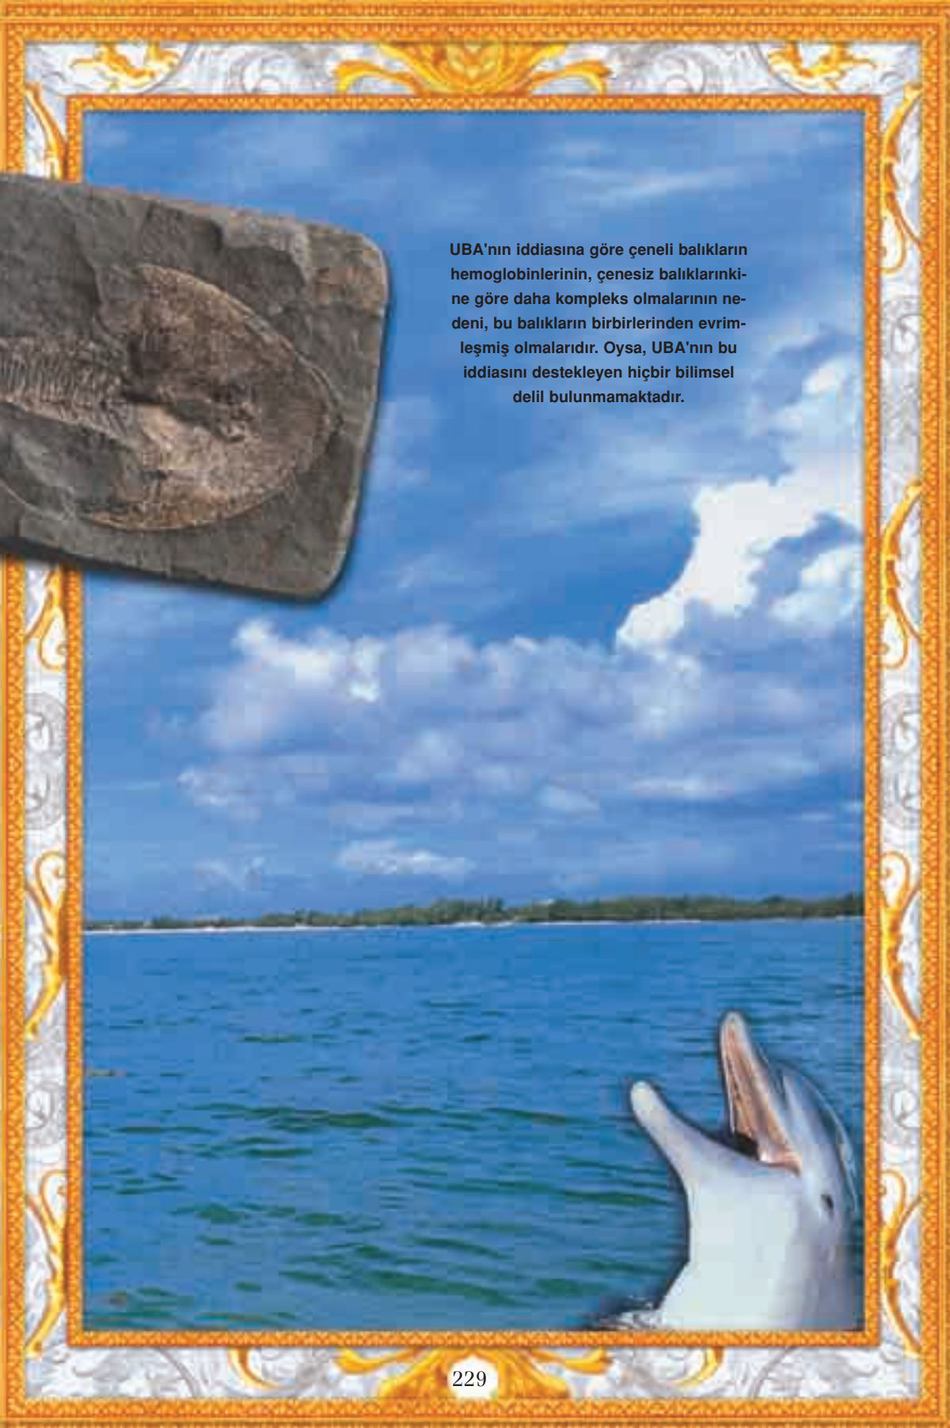 UBA'nın iddiasına göre çeneli balıkların
hemoglobinlerinin, çenesiz balıklarınki-
ne göre daha kompleks olmalarının ne-
deni, bu balıkların birbirlerinden evrim-
leşmiş olmalarıdır. Oysa, UBA'nın bu
iddiasını destekleyen hiçbir bilimsel
delil bulunmamaktadır.
229